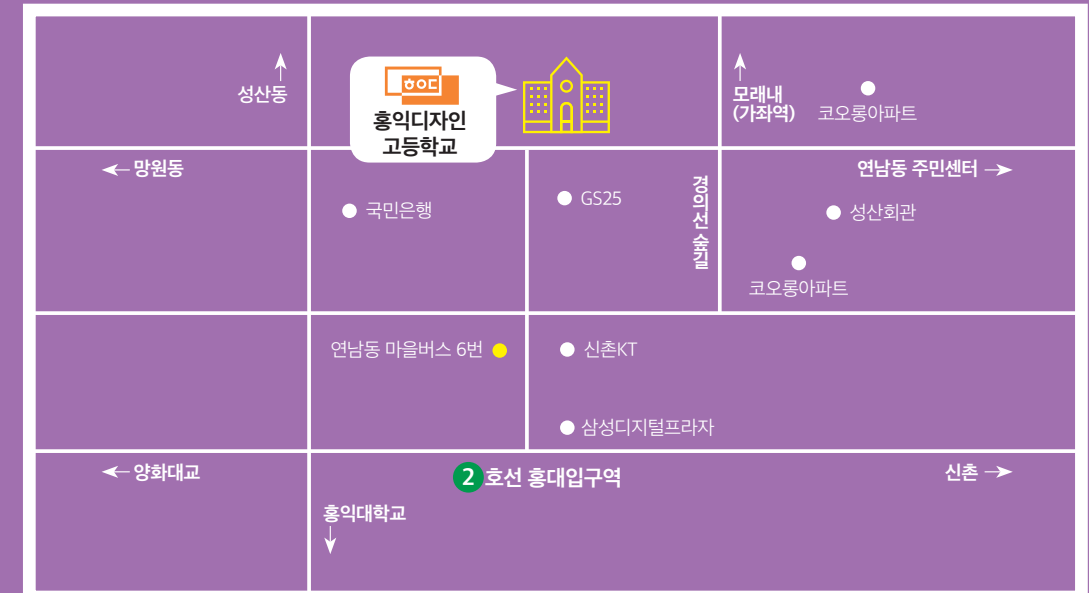 성산동
ㅎㅇㄷ
홍익디자인
고등학교
모래내
(가좌역)
코오롱아파트
망원동
연남동 주민센터
국민은행
GS25
경의선 숲길
성산회관
코오롱아파트
연남동 마을버스 6번
신촌KT
삼성디지털프라자
양화대교
2호선 홍대입구역
신촌
홍익대학교